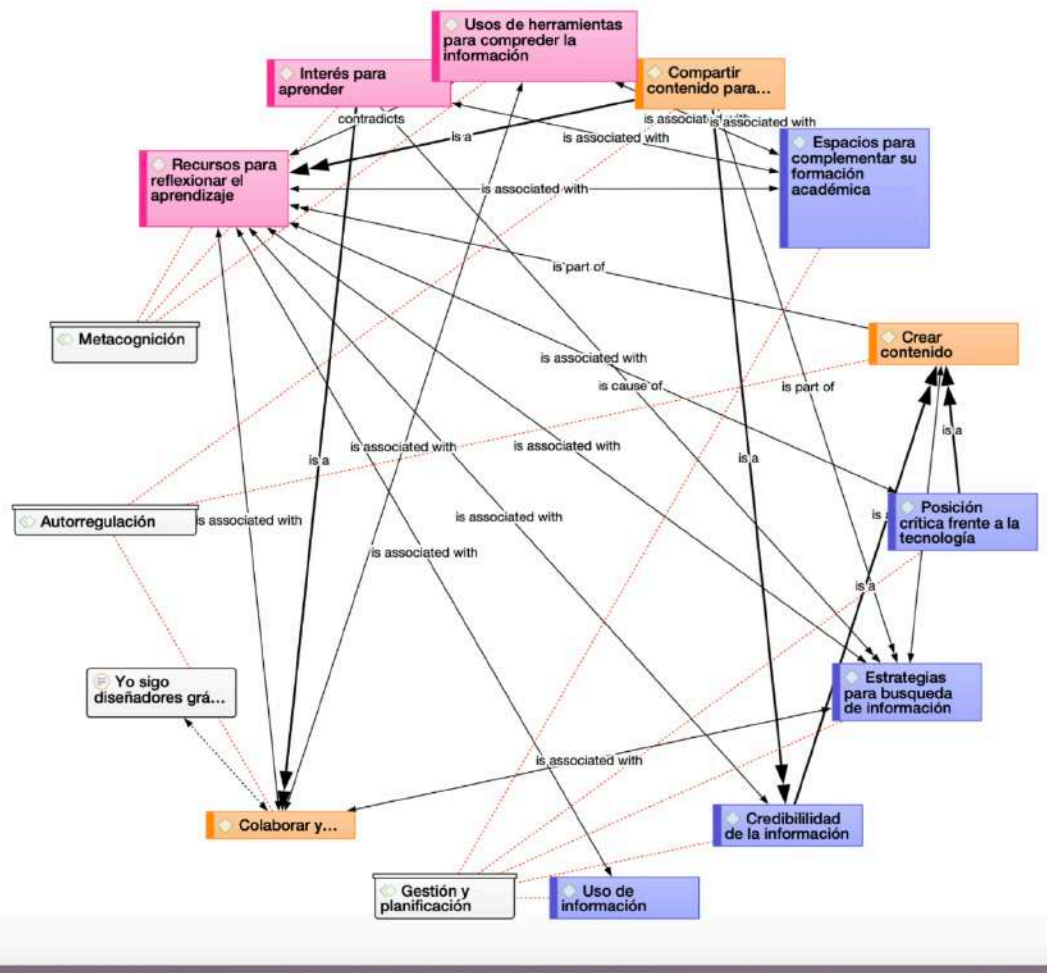 Usos de herramientas
para compreder la
información
Interés para
aprender
Compartir
contenido para...
contradicts
is a
is associated with
is associated with
is associated with
Espacios para
complementar su
formación
académica
Recursos para
reflexionar el
aprendizaje
is associated with
is part of
Metacognición
Crear
contenido
is associated with
is cause of
is part of
is associated with
is a
is associated with
is a
is a
Autorregulación
is associated with
is associated with
is a
Posición
crítica frente a la
tecnología
is associated with
is a
Yo sigo
diseñadores grá...
Estrategias
para busqueda
de información
is associated with
Colaborar y...
Credibililidad
de la información
Gestión y
planificación
Uso de
información